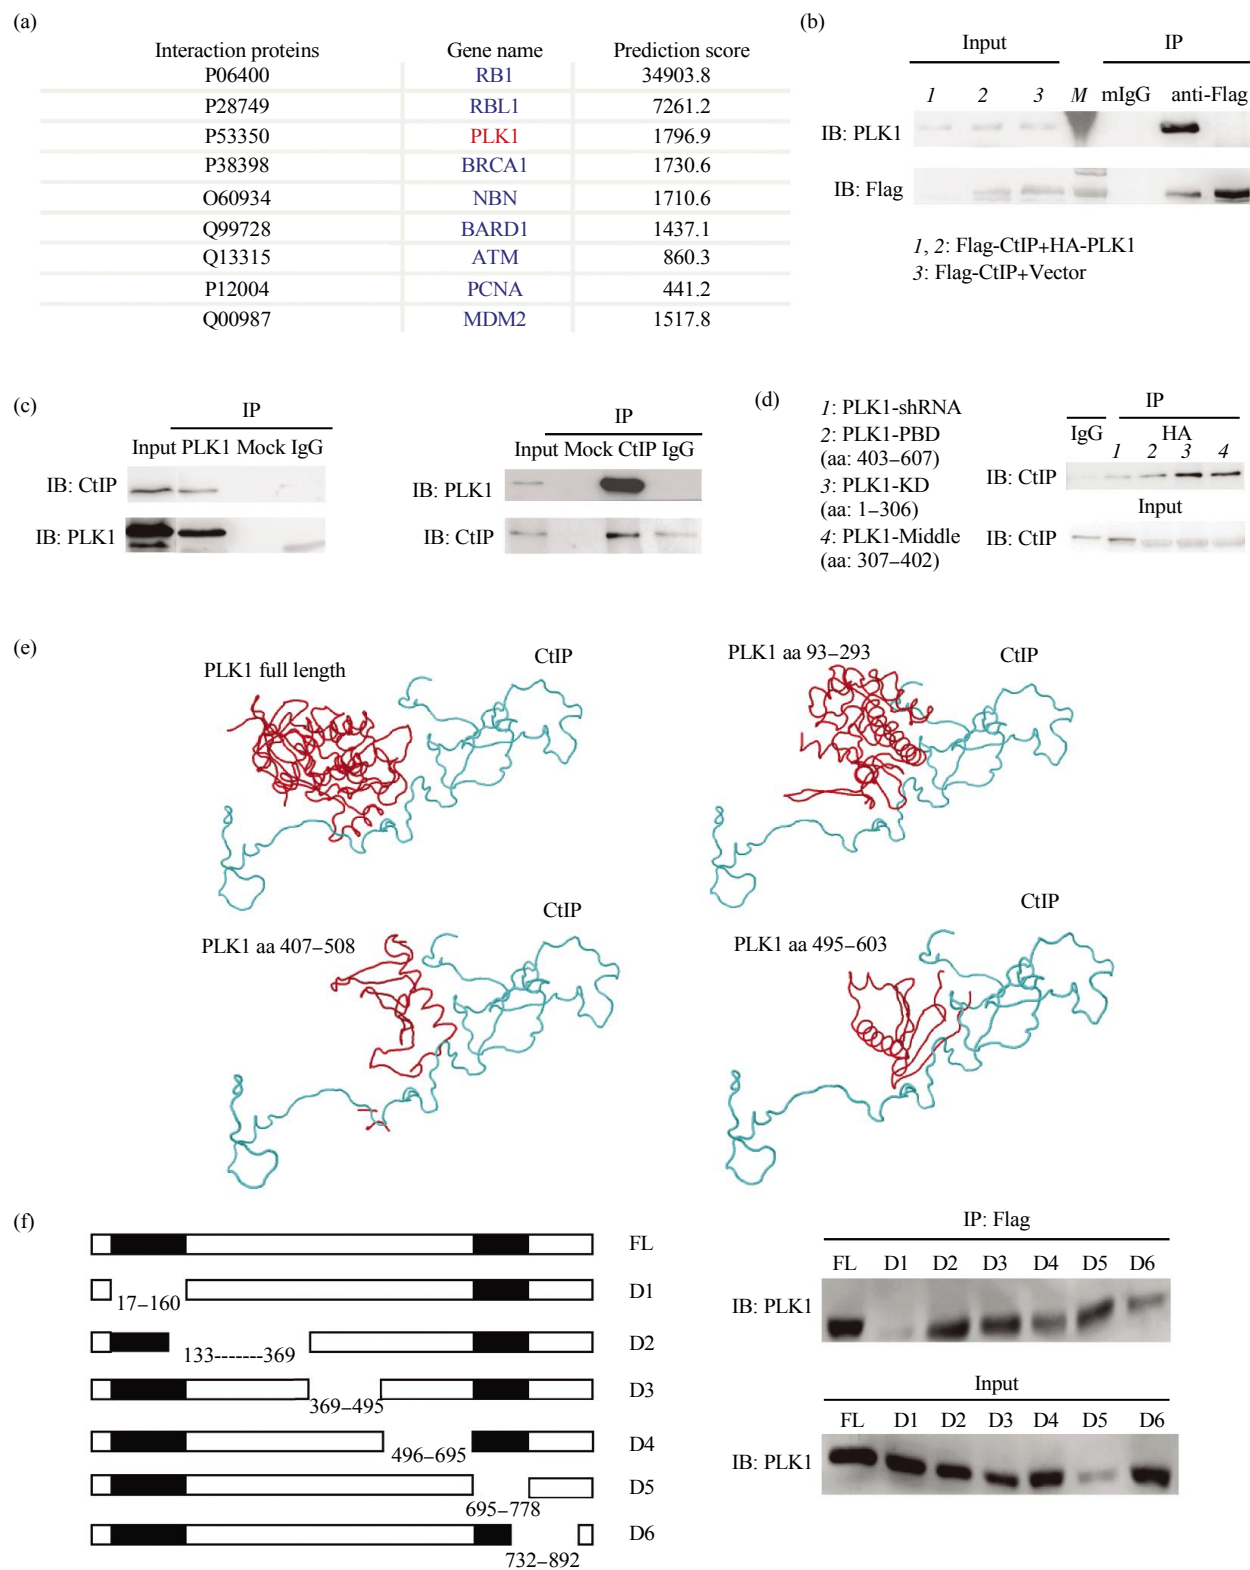 (a)
Interaction proteins Gene name Prediction score
P06400 RB1 34903.8
P28749 RBL1 7261.2
P53350 PLK1 1796.9
P38398 BRCA1 1730.6
O60934 NBN 1710.6
Q99728 BARD1 1437.1
Q13315 ATM 860.3
P12004 PCNA 441.2
Q00987 MDM2 1517.8
(b)
Input IP
1 2 3 M mIgG anti-Flag
IB: PLK1
IB: Flag
1, 2: Flag-CtIP+HA-PLK1
3: Flag-CtIP+Vector
(c)
IP
Input PLK1 Mock IgG
IB: CtIP
IB: PLK1
IP
Input Mock CtIP IgG
IB: PLK1
IB: CtIP
(d)
1: PLK1-shRNA
2: PLK1-PBD
(aa: 403–607)
3: PLK1-KD
(aa: 1–306)
4: PLK1-Middle
(aa: 307–402)
IP
IgG HA
1 2 3 4
IB: CtIP
Input
IB: CtIP
(e)
PLK1 full length CtIP
PLK1 aa 93–293 CtIP
PLK1 aa 407–508 CtIP
PLK1 aa 495–603 CtIP
(f)
FL
17–160 D1
133-------369 D2
369–495 D3
496–695 D4
695–778 D5
732–892 D6
IP: Flag
FL D1 D2 D3 D4 D5 D6
IB: PLK1
Input
FL D1 D2 D3 D4 D5 D6
IB: PLK1